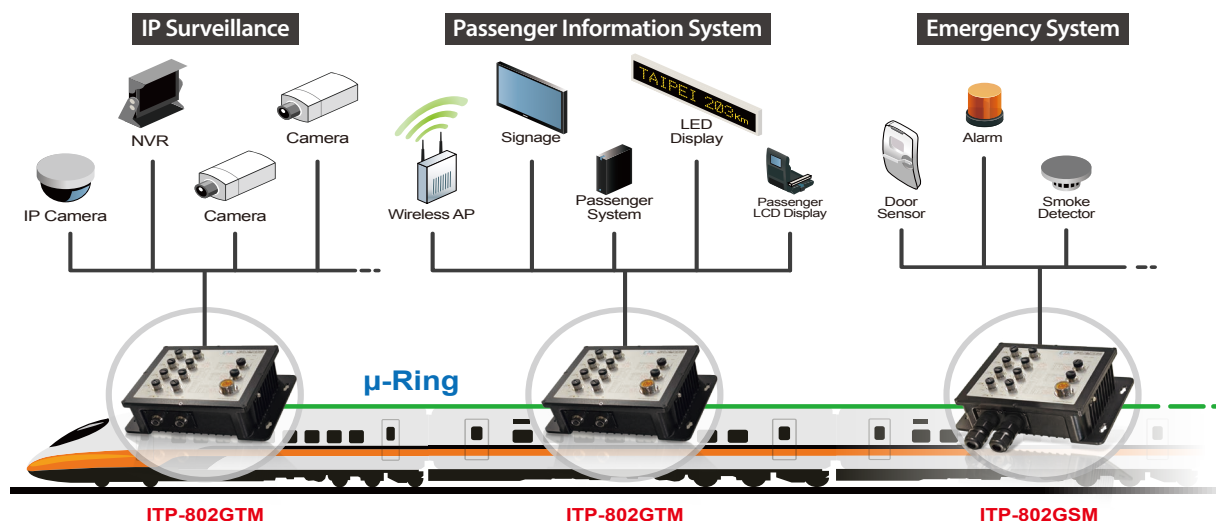 IP Surveillance
Passenger Information System
Emergency System
NVR
Camera
IP Camera
Camera
Signage
TAIPEI 203Km
LED
Display
Wireless AP
Passenger
System
Passenger
LCD Display
Alarm
Door
Sensor
Smoke
Detector
µ-Ring
ITP-802GTM
ITP-802GTM
ITP-802GSM